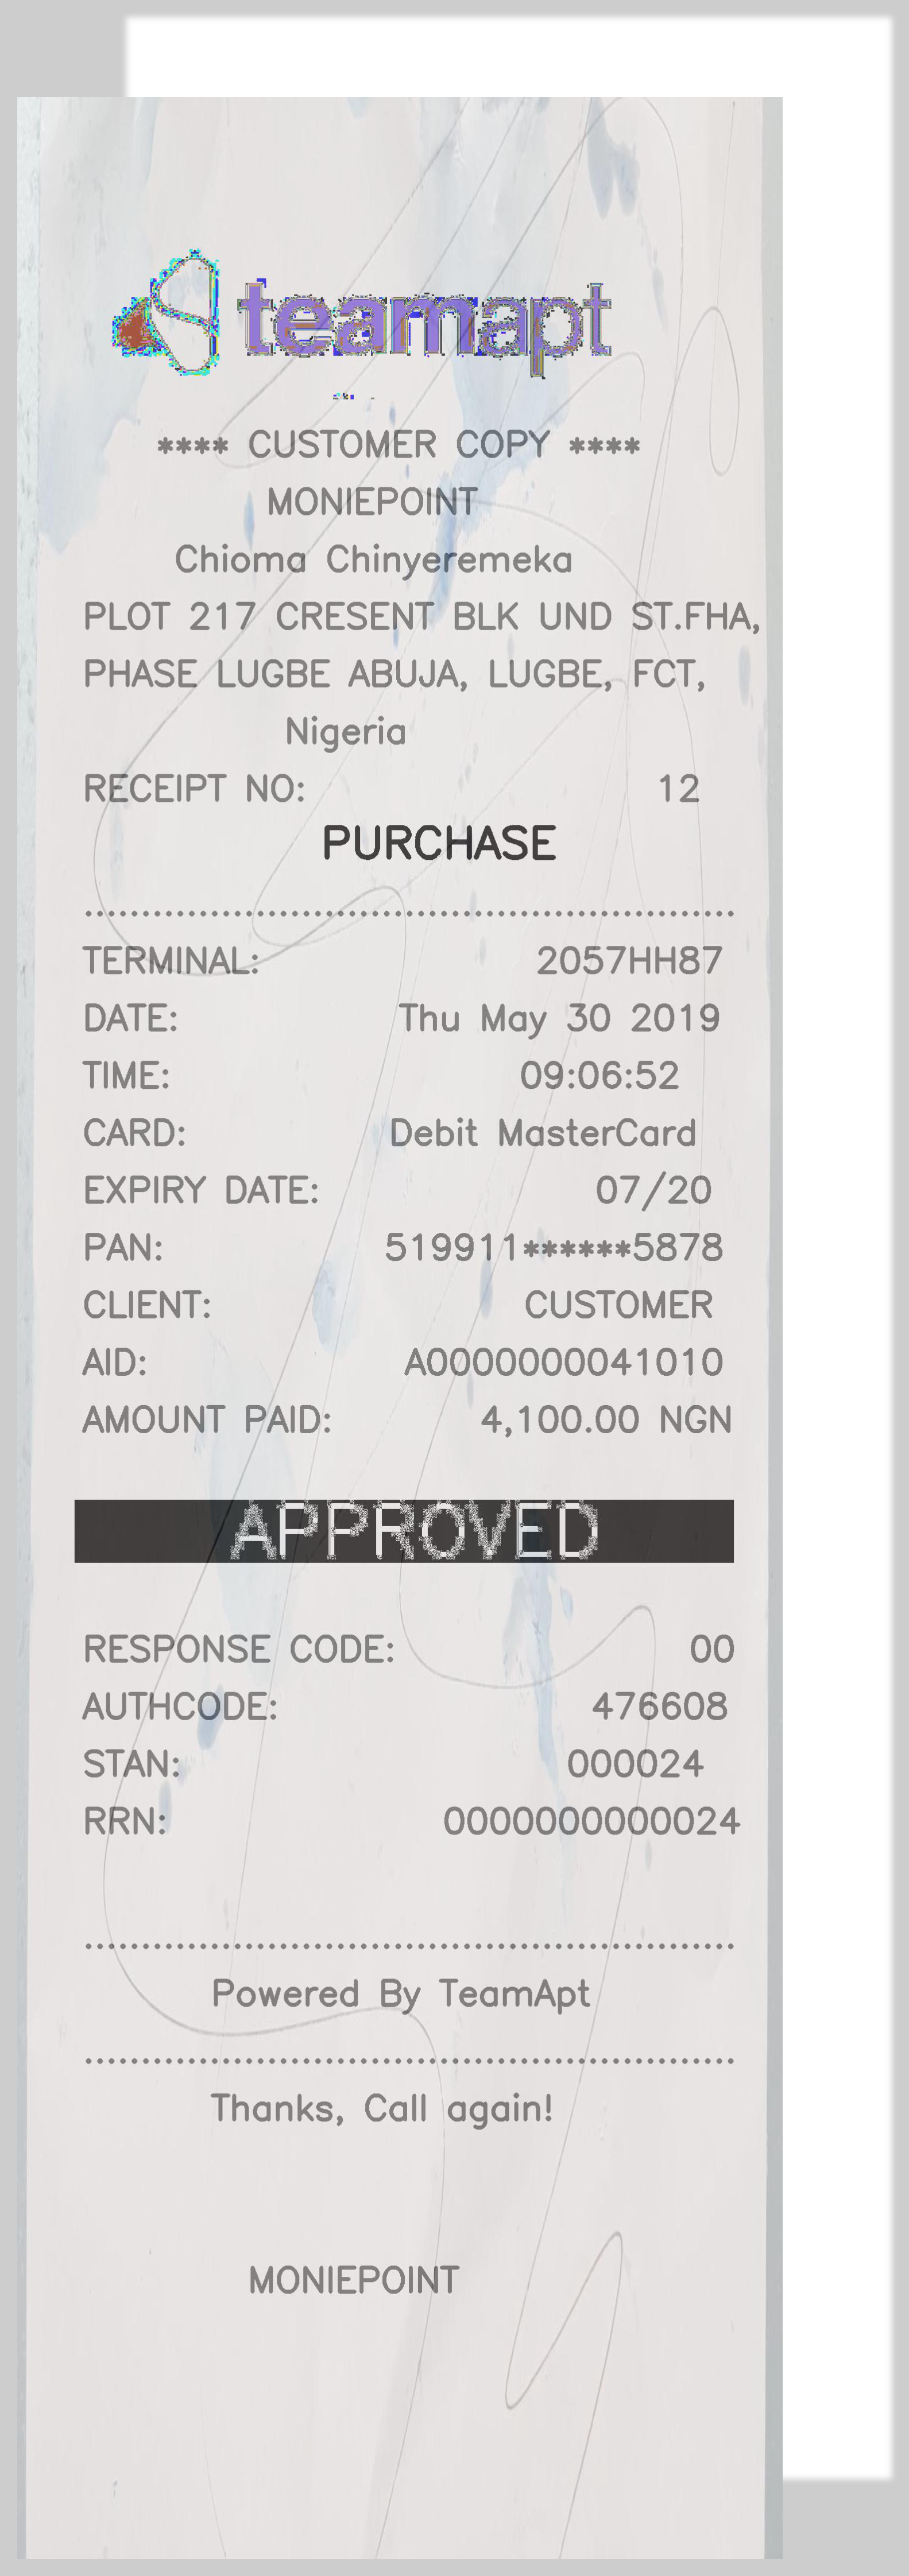 teamapt
**** CUSTOMER COPY ****
MONIEPOINT
Chioma Chinyeremeka
PLOT 217 CRESENT BLK UND ST.FHA,
PHASE LUGBE ABUJA, LUGBE, FCT,
Nigeria
RECEIPT NO: 12
PURCHASE
TERMINAL: 2057HH87
DATE: Thu May 30 2019
TIME: 09:06:52
CARD: Debit MasterCard
EXPIRY DATE: 07/20
PAN: 519911******5878
CLIENT: CUSTOMER
AID: A0000000041010
AMOUNT PAID: 4,100.00 NGN
APPROVED
RESPONSE CODE: 00
AUTHCODE: 476608
STAN: 000024
RRN: 0000000000024
Powered By TeamApt
Thanks, Call again!
MONIEPOINT